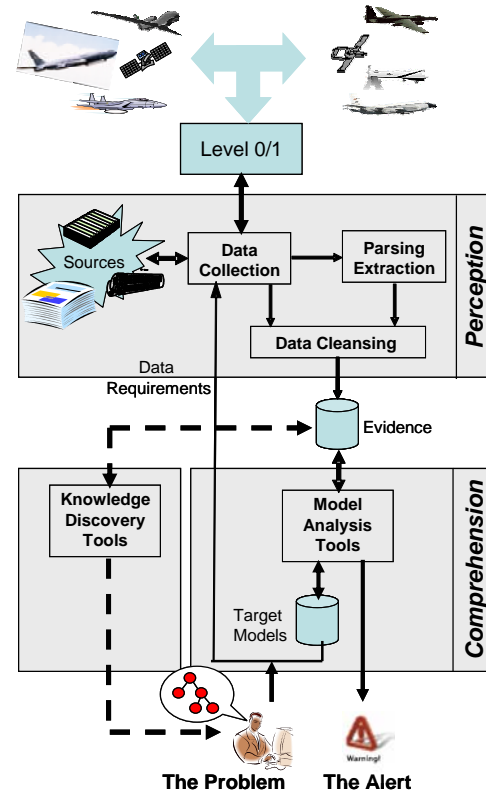 Level 0/1
Sources
Data
Collection
Parsing
Extraction
Perception
Data Cleansing
Data
Requirements
Evidence
Knowledge
Discovery
Tools
Model
Analysis
Tools
Comprehension
Target
Models
Warning!
The Problem
The Alert